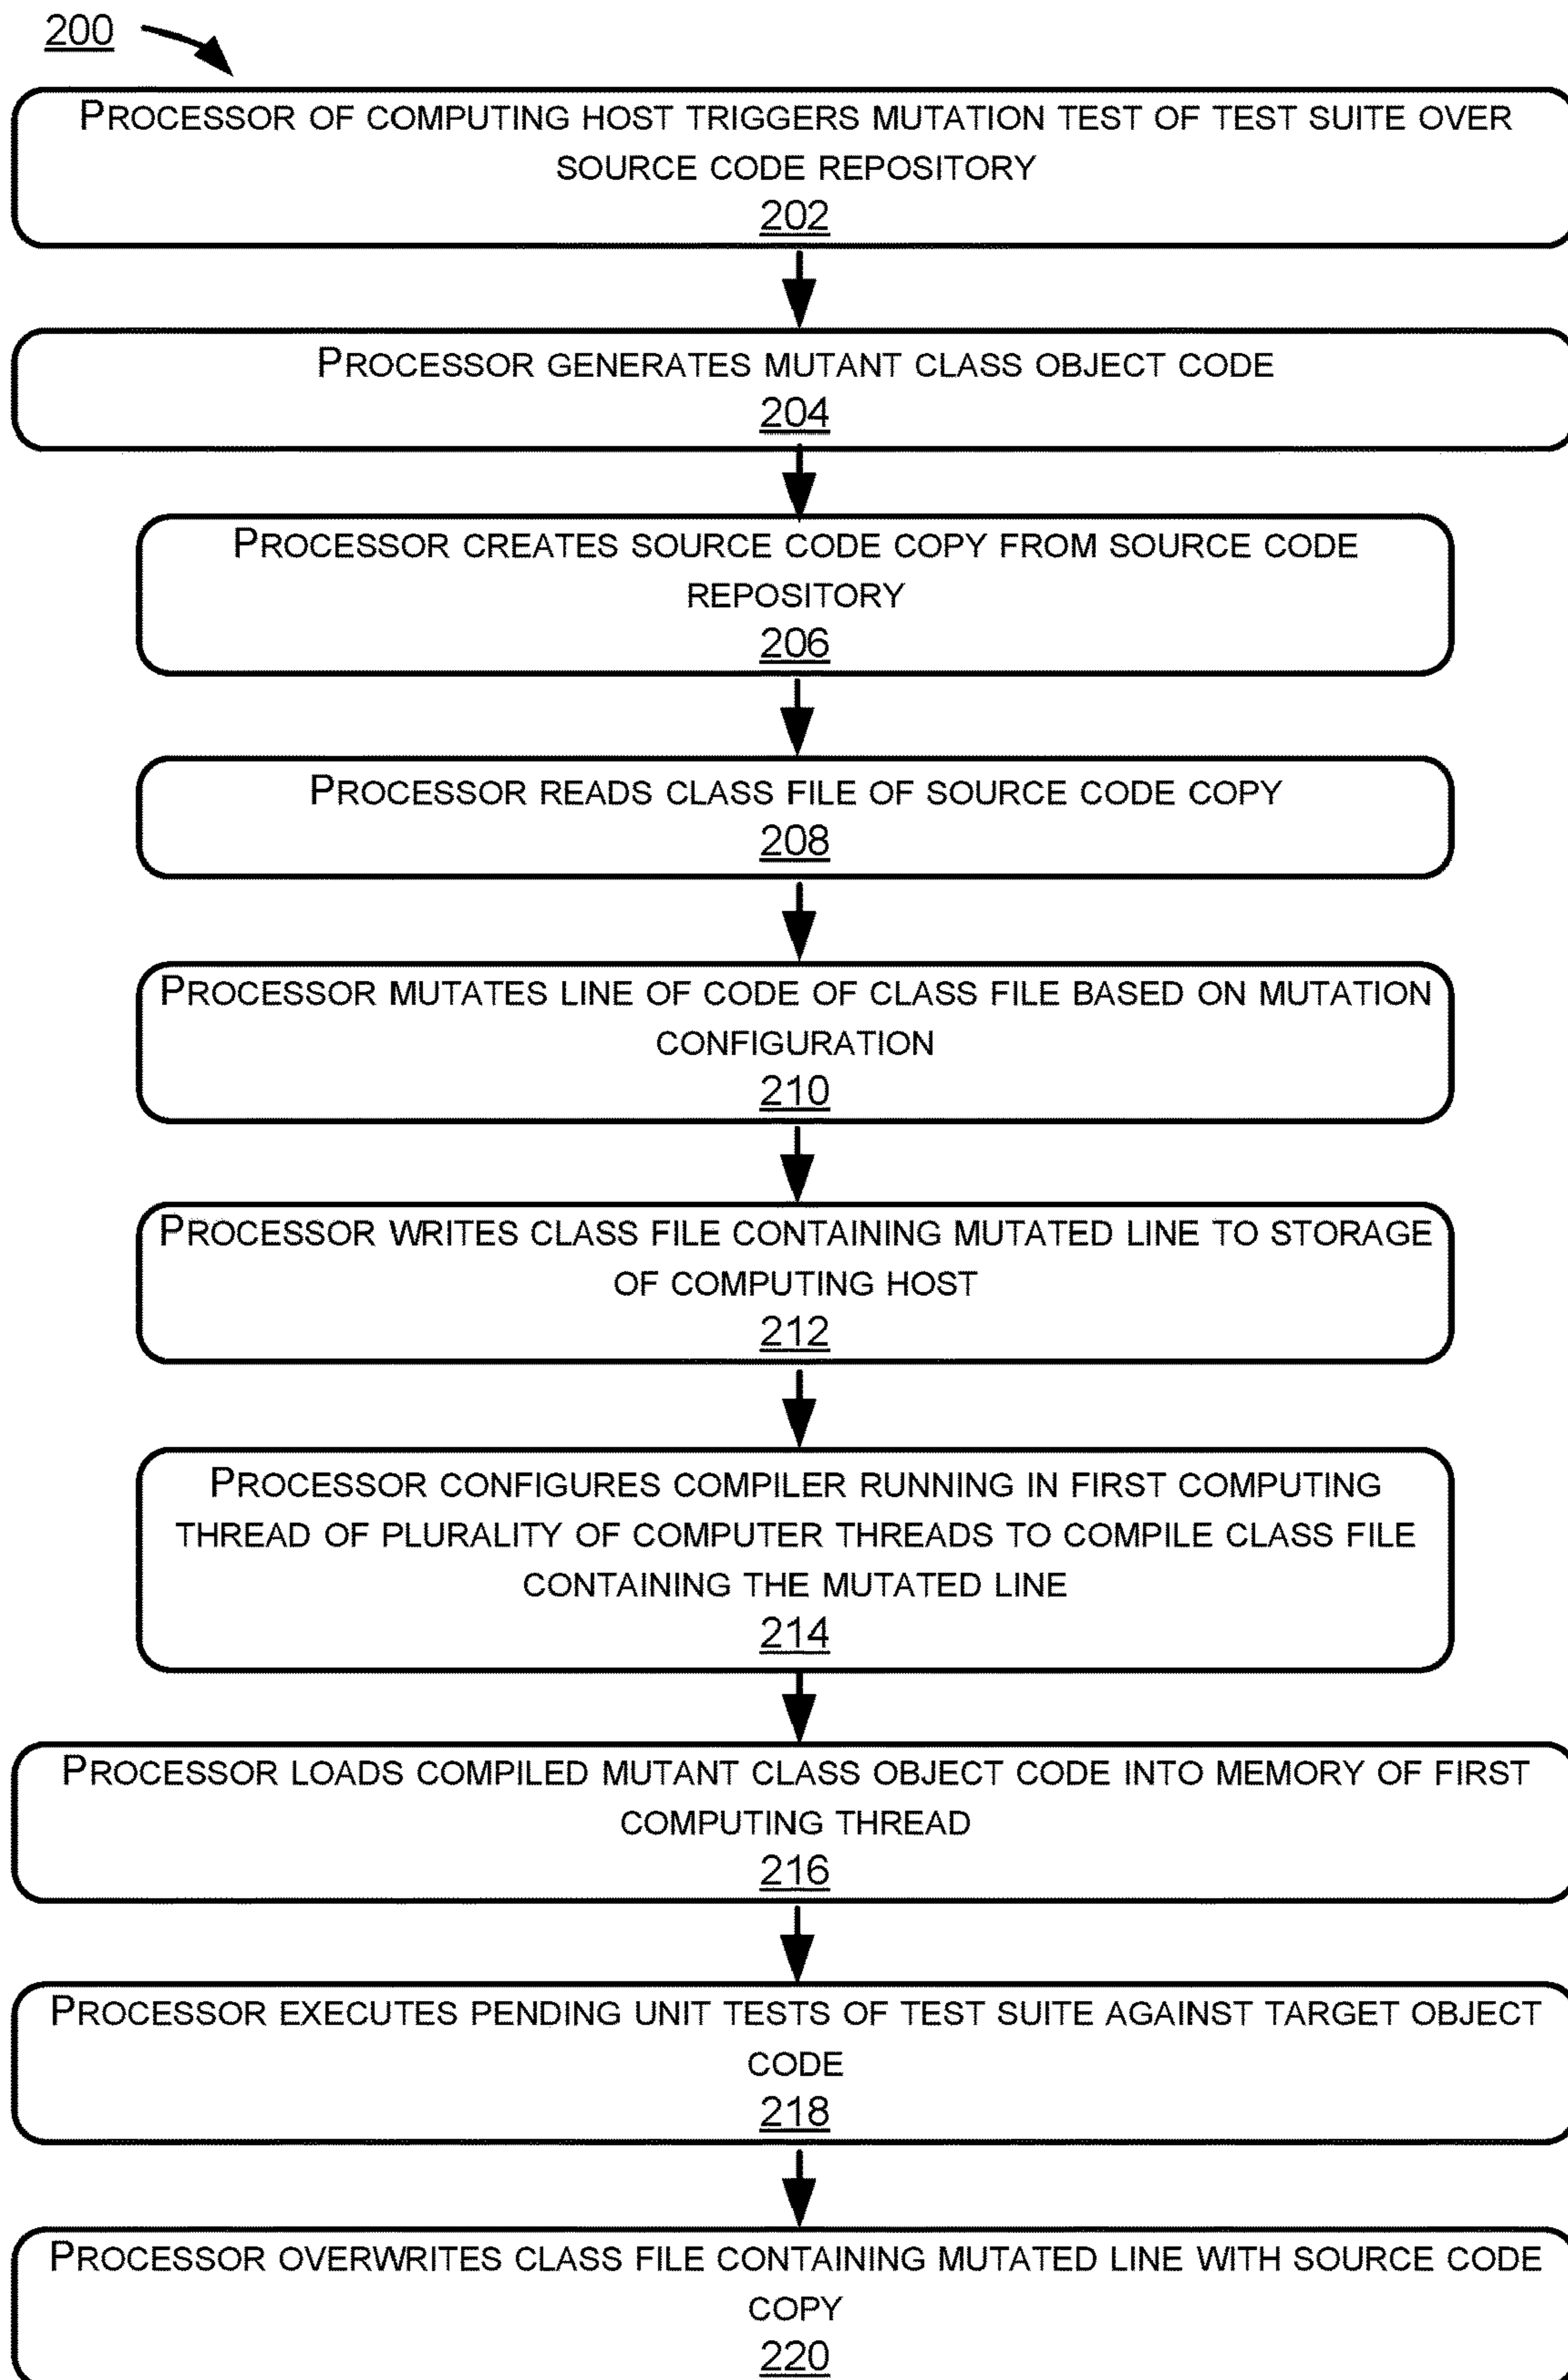 200
PROCESSOR OF COMPUTING HOST TRIGGERS MUTATION TEST OF TEST SUITE OVER
SOURCE CODE REPOSITORY
202
PROCESSOR GENERATES MUTANT CLASS OBJECT CODE
204
PROCESSOR CREATES SOURCE CODE COPY FROM SOURCE CODE
REPOSITORY
206
PROCESSOR READS CLASS FILE OF SOURCE CODE COPY
208
PROCESSOR MUTATES LINE OF CODE OF CLASS FILE BASED ON MUTATION
CONFIGURATION
210
PROCESSOR WRITES CLASS FILE CONTAINING MUTATED LINE TO STORAGE
OF COMPUTING HOST
212
PROCESSOR CONFIGURES COMPILER RUNNING IN FIRST COMPUTING
THREAD OF PLURALITY OF COMPUTER THREADS TO COMPILE CLASS FILE
CONTAINING THE MUTATED LINE
214
PROCESSOR LOADS COMPILED MUTANT CLASS OBJECT CODE INTO MEMORY OF FIRST
COMPUTING THREAD
216
PROCESSOR EXECUTES PENDING UNIT TESTS OF TEST SUITE AGAINST TARGET OBJECT
CODE
218
PROCESSOR OVERWRITES CLASS FILE CONTAINING MUTATED LINE WITH SOURCE CODE
COPY
220